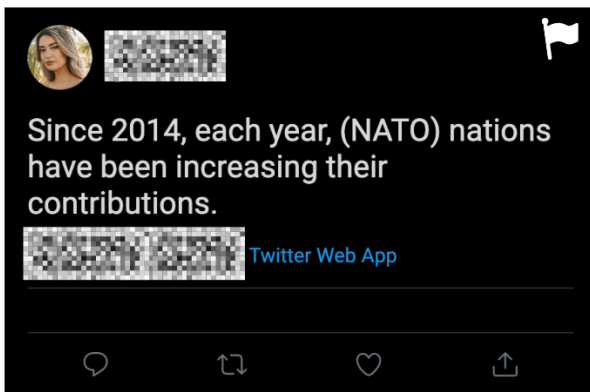 Since 2014, each year, (NATO) nations
have been increasing their
contributions.
Twitter Web App